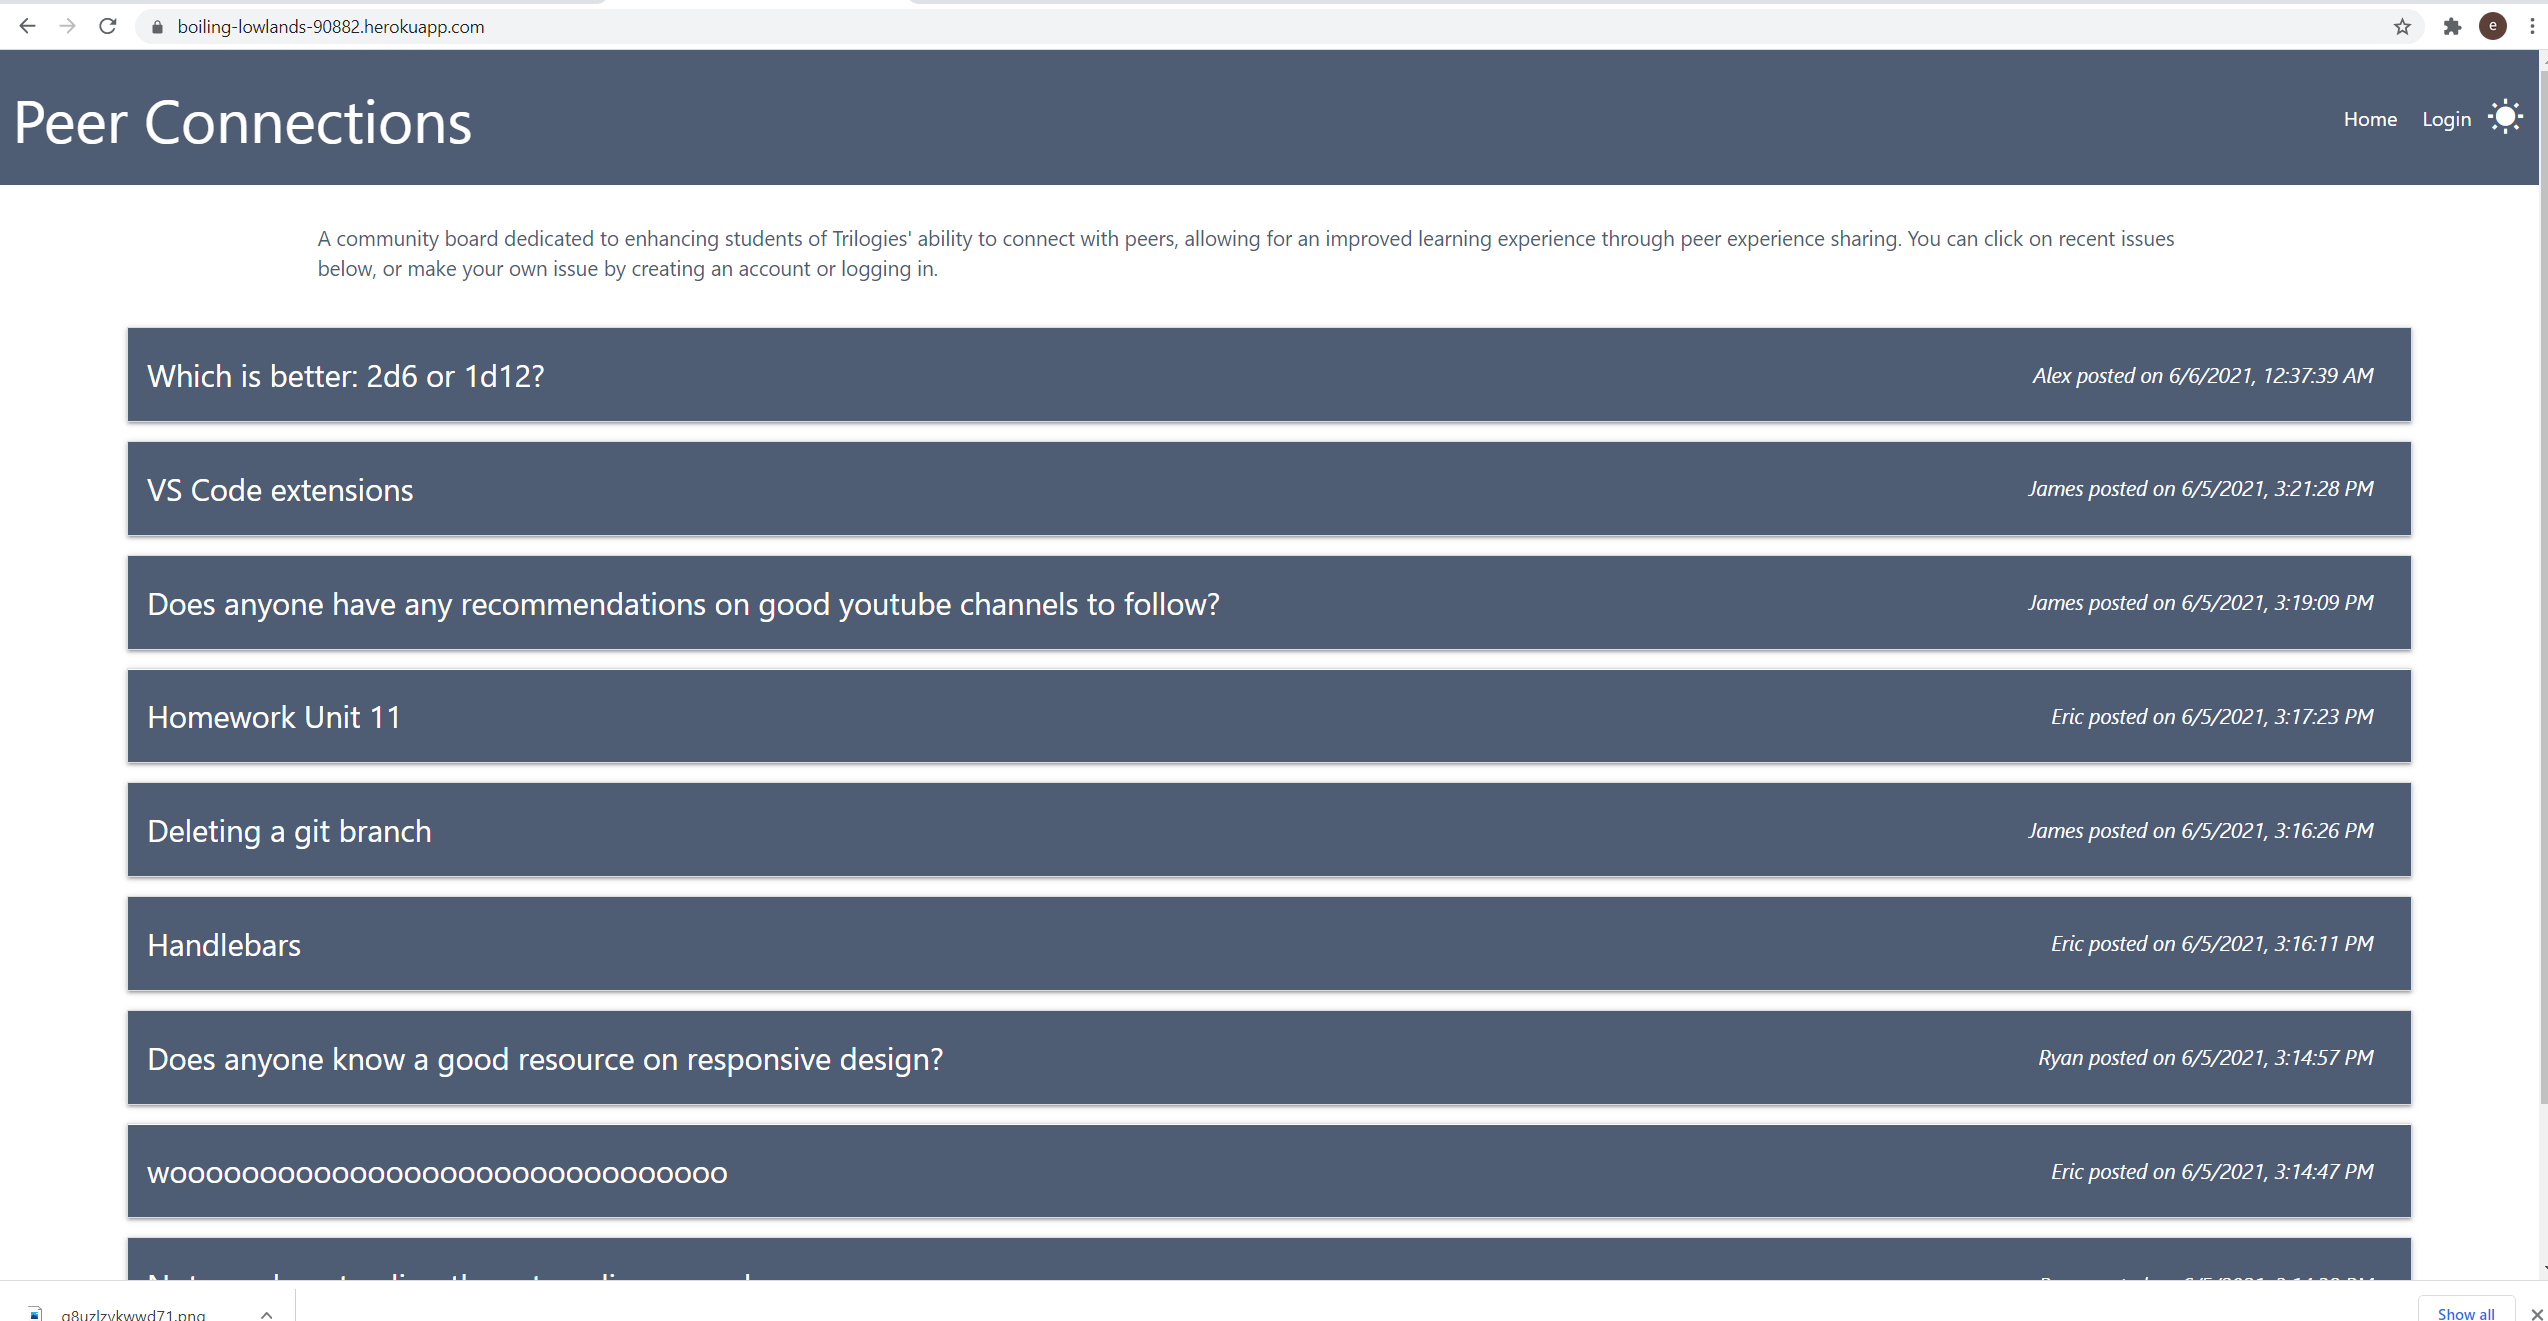 boiling-lowlands-90882.herokuapp.com
e
Peer Connections
Home Login
A community board dedicated to enhancing students of Trilogies' ability to connect with peers, allowing for an improved learning experience through peer experience sharing. You can click on recent issues
below, or make your own issue by creating an account or logging in.
Which is better: 2d6 or 1d12? Alex posted on 6/6/2021, 12:37:39 AM
VS Code extensions James posted on 6/5/2021, 3:21:28 PM
Does anyone have any recommendations on good youtube channels to follow? James posted on 6/5/2021, 3:19:09 PM
Homework Unit 11 Eric posted on 6/5/2021, 3:17:23 PM
Deleting a git branch James posted on 6/5/2021, 3:16:26 PM
Handlebars Eric posted on 6/5/2021, 3:16:11 PM
Does anyone know a good resource on responsive design? Ryan posted on 6/5/2021, 3:14:57 PM
wooooooooooooooooooooooooooooooo Eric posted on 6/5/2021, 3:14:47 PM
Show all